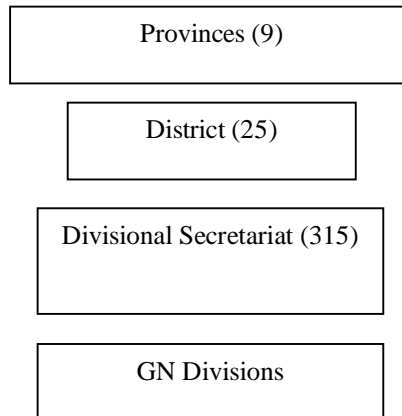 Provinces (9)
District (25)
Divisional Secretariat (315)
GN Divisions